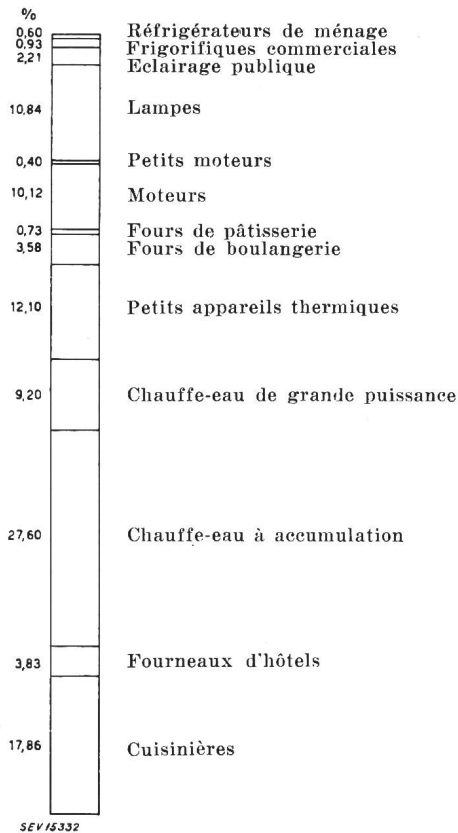 %
0,60 Réfrigérateurs de ménage
0,93 Frigorifiques commerciales
2,21 Eclairage publique
10,84 Lampes
0,40 Petits moteurs
10,12 Moteurs
0,73 Fours de pâtisserie
3,58 Fours de boulangerie
12,10 Petits appareils thermiques
9,20 Chauffe-eau de grande puissance
27,60 Chauffe-eau à accumulation
3,83 Fourneaux d'hôtels
17,86 Cuisinières
SEV 15332